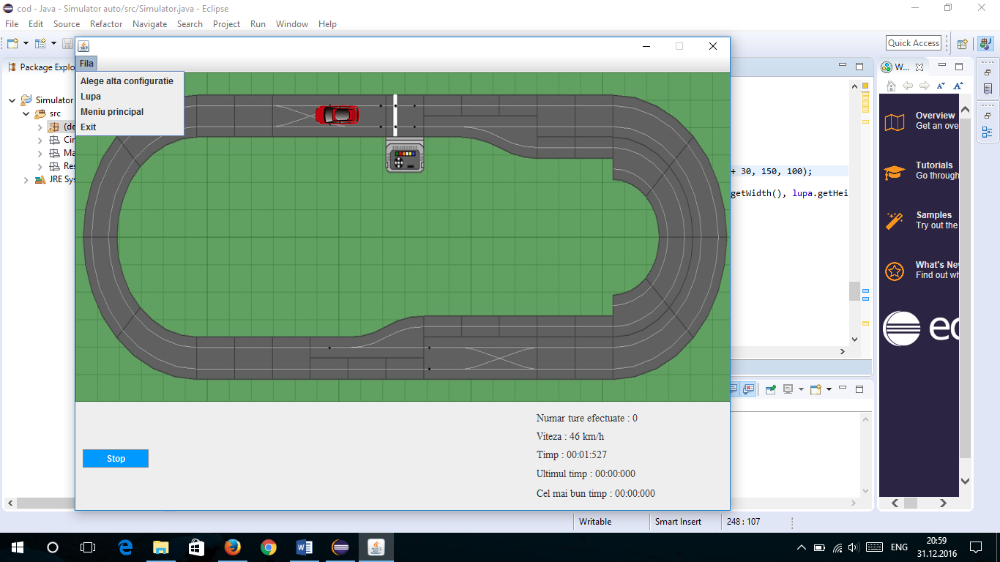 cod - Java - Simulator auto/src/Simulator.java - Eclipse
File Edit Source Refactor Navigate Search Project Run Window Help
Quick Access
Package Explo
Simulator
src
(de
Cir
Ma
Res
JRE Sys
Fila
Alege alta configuratie
Lupa
Meniu principal
Exit
+ 30, 150, 100);
getWidth(), lupa.getHei
W...
Overview
Get an ove
Tutorials
Go through
Samples
Try out the
What's Nev
Find out wh
ec
Stop
Numar ture efectuate : 0
Viteza : 46 km/h
Timp : 00:01:527
Ultimul timp : 00:00:000
Cel mai bun timp : 00:00:000
Writable Smart Insert 248 : 107
ENG
20:59
31.12.2016